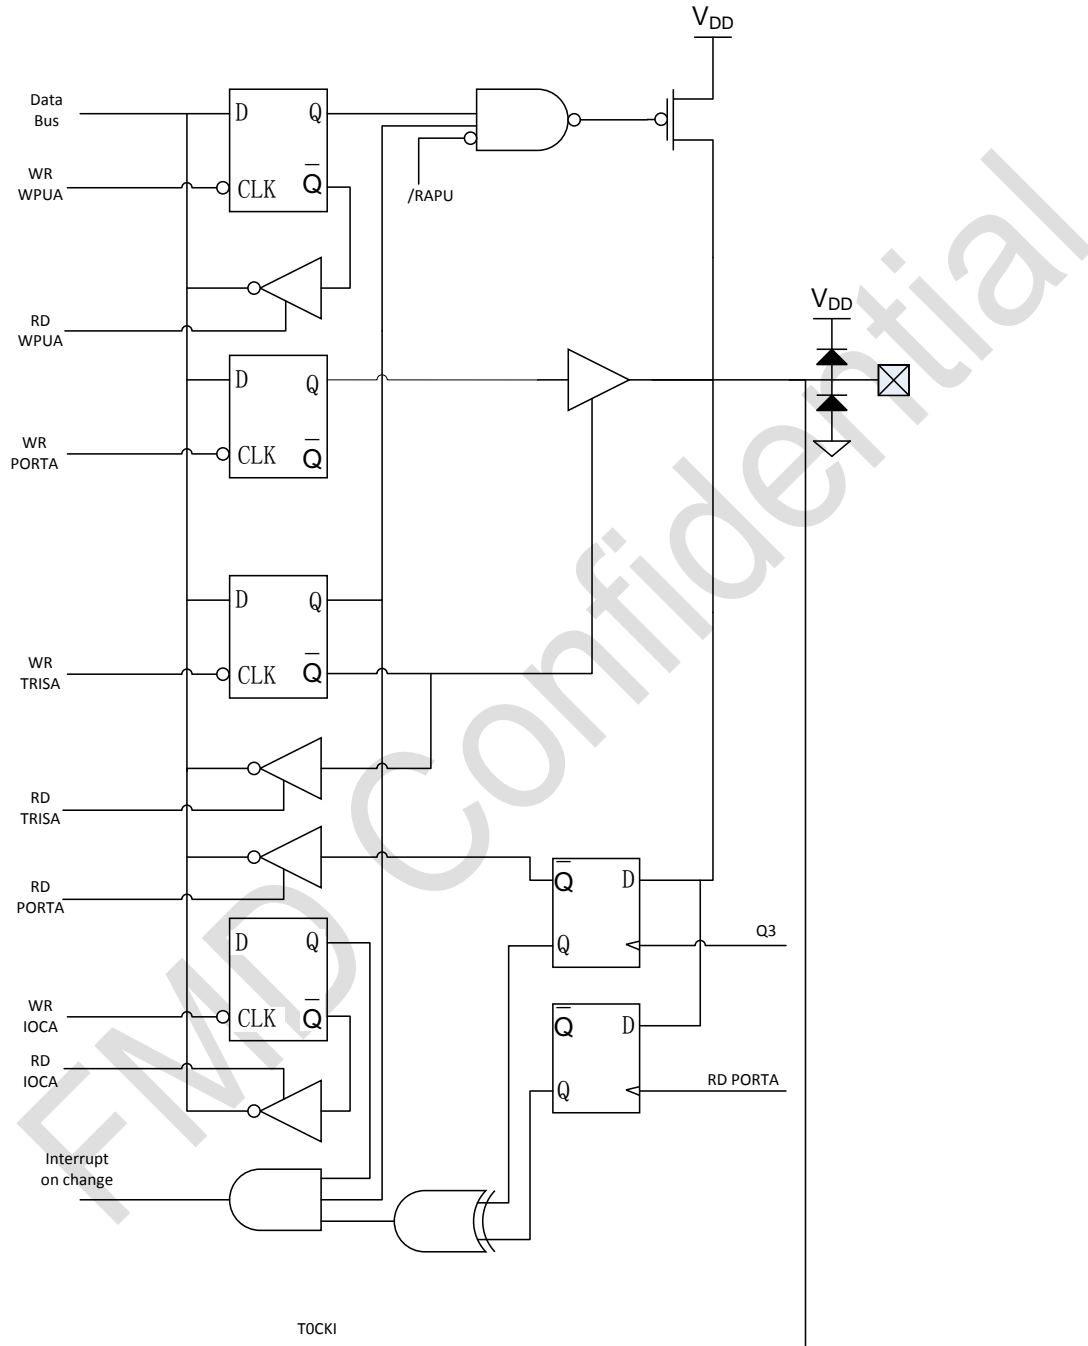 VDD
Data
Bus
D
Q
WR
WPUA
CLK
Q
/RAPU
RD
WPUA
VDD
D
Q
WR
PORTA
CLK
Q
D
Q
WR
TRISA
CLK
Q
RD
TRISA
RD
PORTA
Q
D
Q
Q3
D
Q
WR
IOCA
CLK
Q
Q
D
RD
IOCA
Q
RD PORTA
Interrupt
on change
T0CKI
FMD Confidential